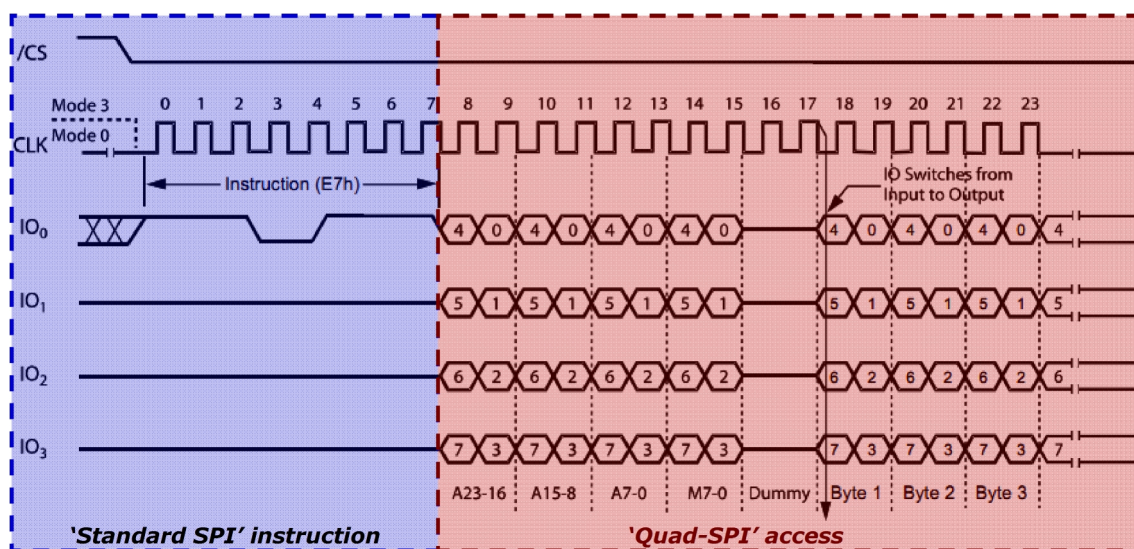 /CS
0 1 2 3 4 5 6 7 8 9 10 11 12 13 14 15 16 17 18 19 20 21 22 23
Mode 3
Mode 0
CLK
Instruction (E7h)
IO Switches from
Input to Output
IO0 4 0 4 0 4 0 4 0 4 0 4 0 4 0 4
IO1 5 1 5 1 5 1 5 1 5 1 5 1 5 1 5
IO2 6 2 6 2 6 2 6 2 6 2 6 2 6 2 6
IO3 7 3 7 3 7 3 7 3 7 3 7 3 7 3 7
A23-16 A15-8 A7-0 M7-0 Dummy Byte 1 Byte 2 Byte 3
‘Standard SPI’ instruction ‘Quad-SPI’ access